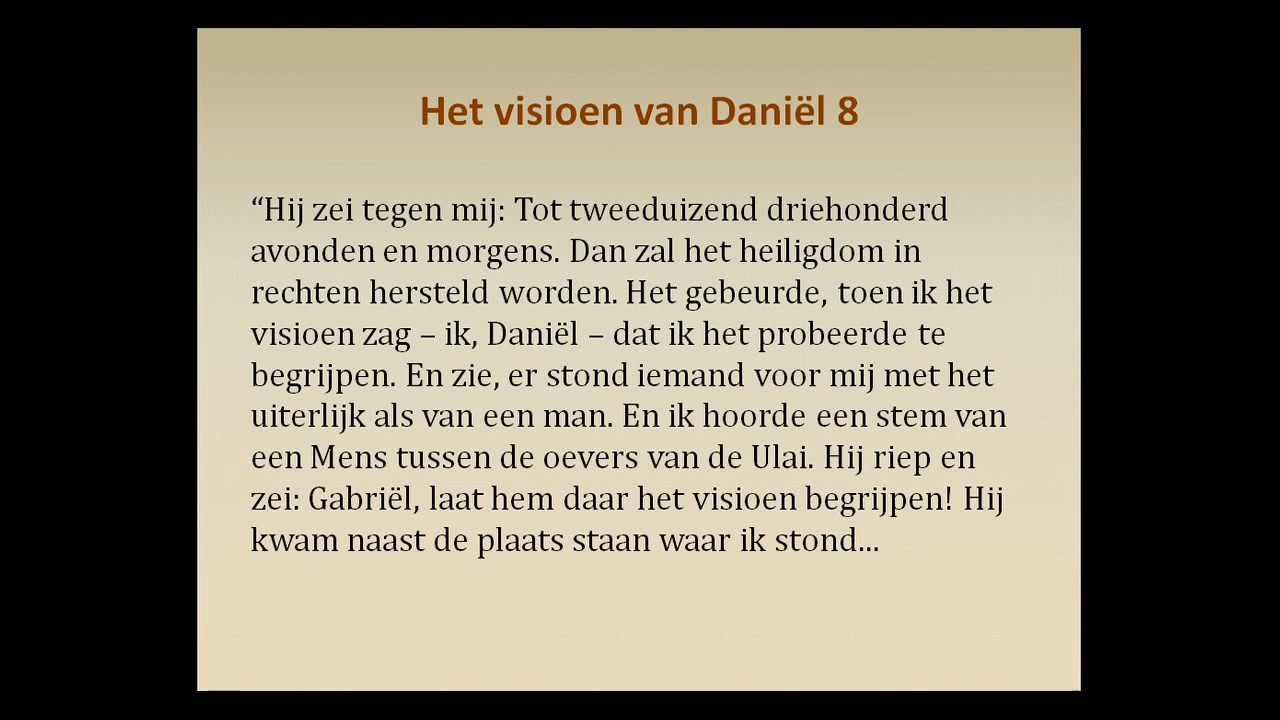 Het visioen van Daniël 8
“Hij zei tegen mij: Tot tweeduizend driehonderd
avonden en morgens. Dan zal het heiligdom in
rechten hersteld worden. Het gebeurde, toen ik het
visioen zag – ik, Daniël – dat ik het probeerde te
begrijpen. En zie, er stond iemand voor mij met het
uiterlijk als van een man. En ik hoorde een stem van
een Mens tussen de oevers van de Ulai. Hij riep en
zei: Gabriël, laat hem daar het visioen begrijpen! Hij
kwam naast de plaats staan waar ik stond...